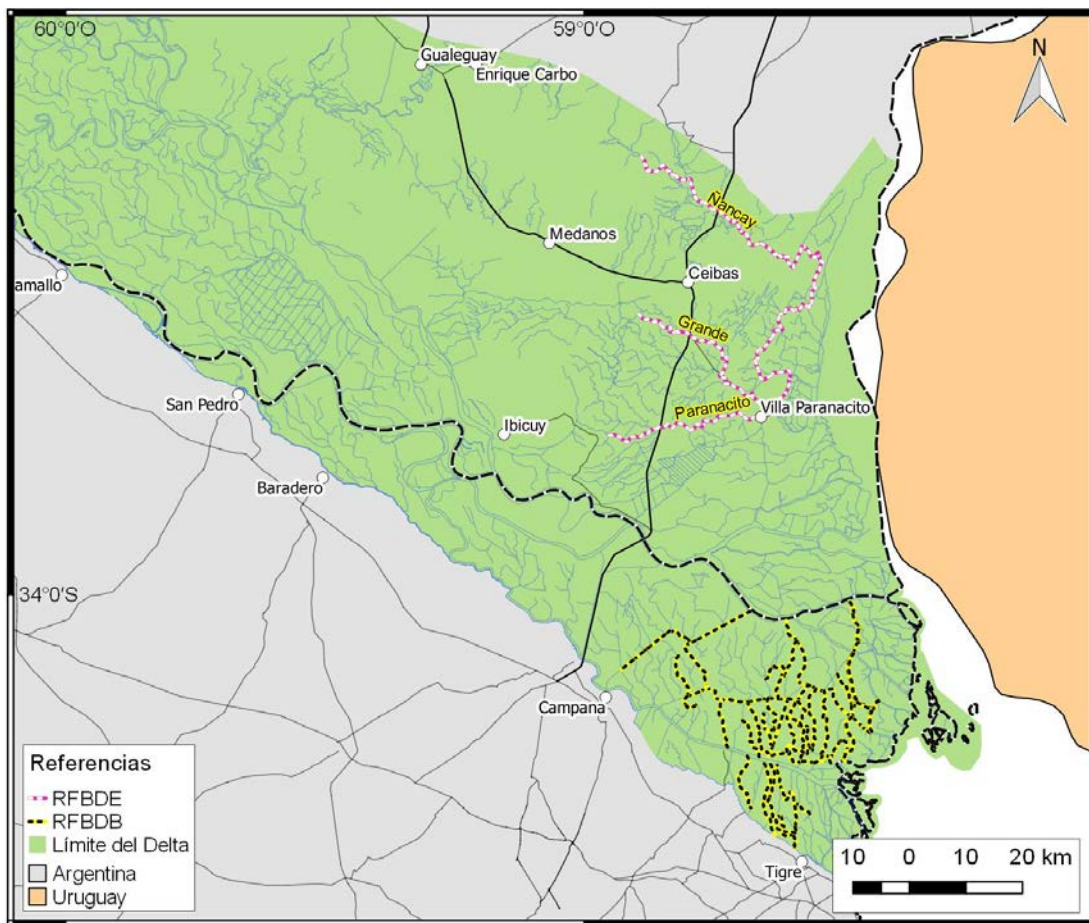 60°0'O
59°0'O
N
Gualeguay
Enrique Carbo
Ñancay
Medanos
Ceibas
amallo
Grande
San Pedro
Paranacito
Villa Paranacito
Ibicuy
Baradero
34°0'S
Campana
Referencias
RFBDE
RFBDB
Límite del Delta
Argentina
Uruguay
Tigre
10 0 10 20 km